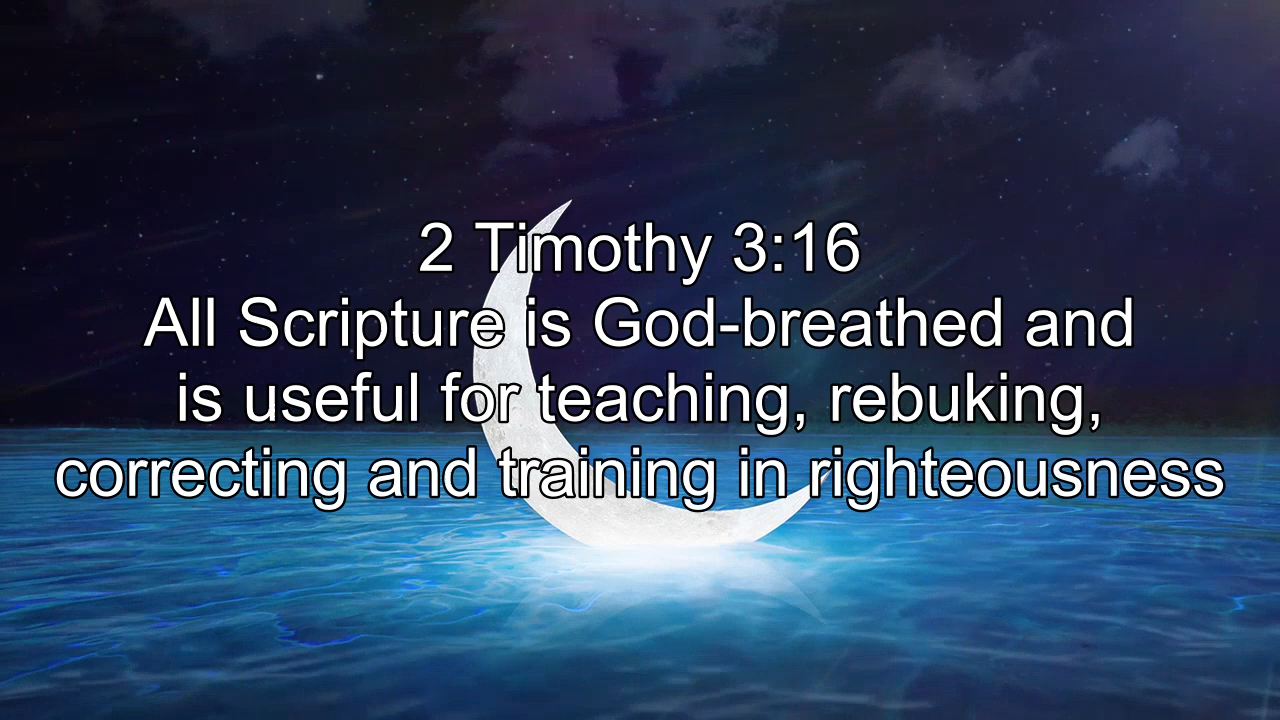 2 Timothy 3:16
All Scripture is God-breathed and
is useful for teaching, rebuking,
correcting and training in righteousness